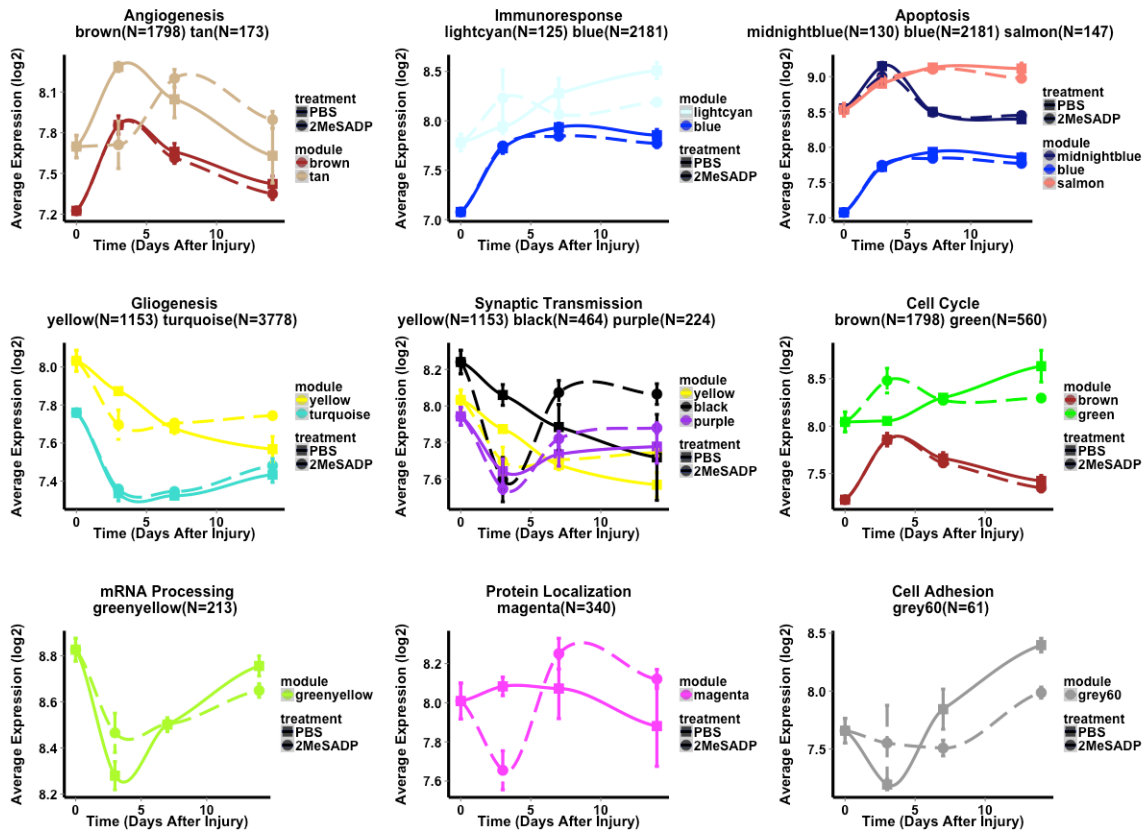 Angiogenesis
brown(N=1798) tan(N=173)
Average Expression (log2)
8.1
7.8
7.5
7.2
0
5
10
Time (Days After Injury)
treatment
PBS
2MeSADP
module
brown
tan
Immunoresponse
lightcyan(N=125) blue(N=2181)
Average Expression (log2)
8.5
8.0
7.5
7.0
0
5
10
Time (Days After Injury)
module
lightcyan
blue
treatment
PBS
2MeSADP
Apoptosis
midnightblue(N=130) blue(N=2181) salmon(N=147)
Average Expression (log2)
9.0
8.5
8.0
7.5
7.0
0
5
10
Time (Days After Injury)
treatment
PBS
2MeSADP
module
midnightblue
blue
salmon
Gliogenesis
yellow(N=1153) turquoise(N=3778)
Average Expression (log2)
8.0
7.8
7.6
7.4
0
5
10
Time (Days After Injury)
module
yellow
turquoise
treatment
PBS
2MeSADP
Synaptic Transmission
yellow(N=1153) black(N=464) purple(N=224)
Average Expression (log2)
8.2
8.0
7.8
7.6
0
5
10
Time (Days After Injury)
module
yellow
black
purple
treatment
PBS
2MeSADP
Cell Cycle
brown(N=1798) green(N=560)
Average Expression (log2)
8.5
8.0
7.5
0
5
10
Time (Days After Injury)
module
brown
green
treatment
PBS
2MeSADP
mRNA Processing
greenyellow(N=213)
Average Expression (log2)
8.8
8.6
8.4
8.2
0
5
10
Time (Days After Injury)
module
greenyellow
treatment
PBS
2MeSADP
Protein Localization
magenta(N=340)
Average Expression (log2)
8.2
8.0
7.8
7.6
0
5
10
Time (Days After Injury)
module
magenta
treatment
PBS
2MeSADP
Cell Adhesion
grey60(N=61)
Average Expression (log2)
8.5
8.0
7.5
0
5
10
Time (Days After Injury)
module
grey60
treatment
PBS
2MeSADP